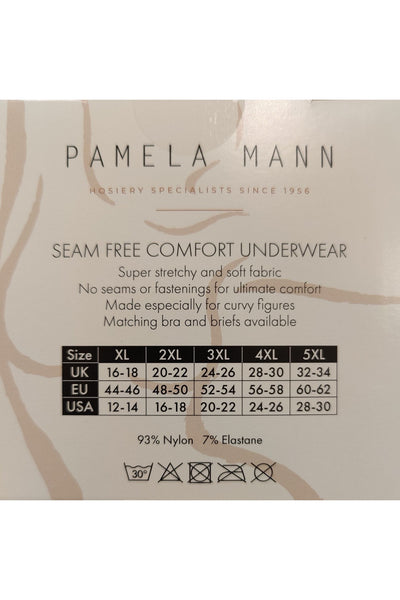 PAMELA MANN
HOSIERY SPECIALISTS SINCE 1956
SEAM FREE COMFORT UNDERWEAR
Super stretchy and soft fabric
No seams or fastenings for ultimate comfort
Made especially for curvy figures
Matching bra and briefs available
Size XL 2XL 3XL 4XL 5XL
UK 16-18 20-22 24-26 28-30 32-34
EU 44-46 48-50 52-54 56-58 60-62
USA 12-14 16-18 20-22 24-26 28-30
93% Nylon 7% Elastane
30°